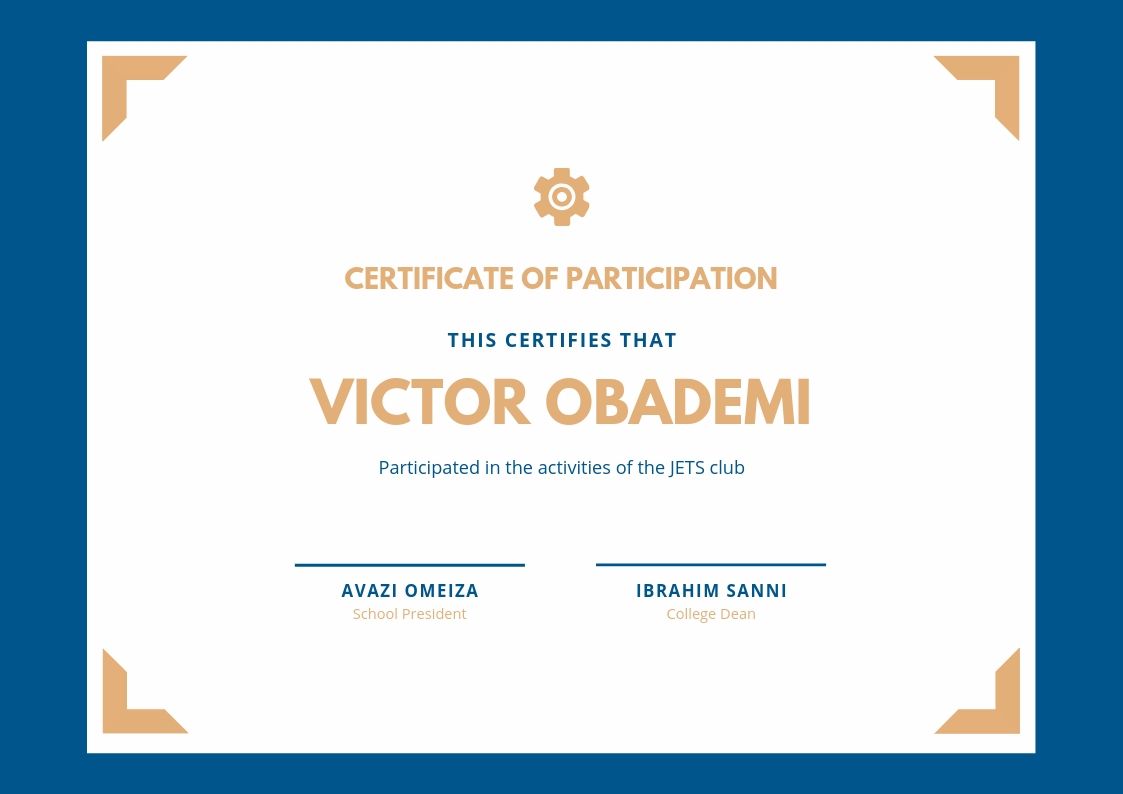 CERTIFICATE OF PARTICIPATION
THIS CERTIFIES THAT
VICTOR OBADEMI
Participated in the activities of the JETS club
AVAZI OMEIZA
School President
IBRAHIM SANNI
College Dean